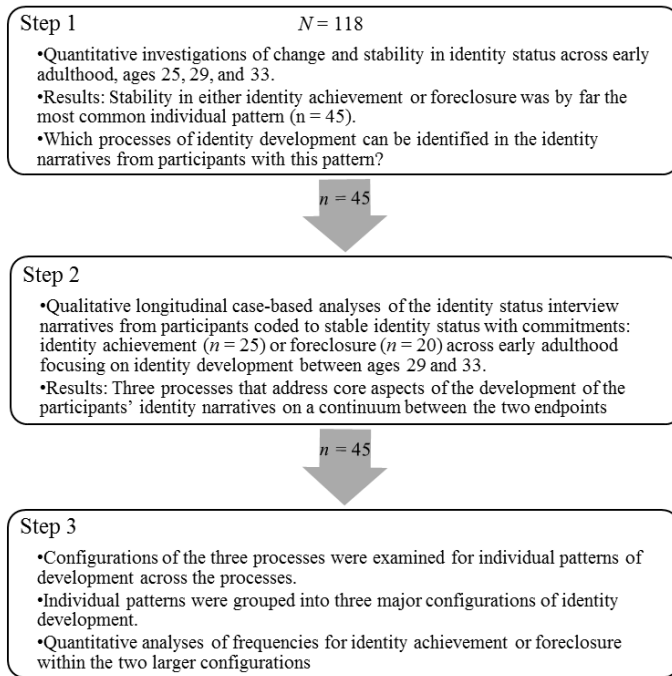 Step 1 N = 118
•Quantitative investigations of change and stability in identity status across early
adulthood, ages 25, 29, and 33.
•Results: Stability in either identity achievement or foreclosure was by far the
most common individual pattern (n = 45).
•Which processes of identity development can be identified in the identity
narratives from participants with this pattern?
n = 45
Step 2
•Qualitative longitudinal case-based analyses of the identity status interview
narratives from participants coded to stable identity status with commitments:
identity achievement (n = 25) or foreclosure (n = 20) across early adulthood
focusing on identity development between ages 29 and 33.
•Results: Three processes that address core aspects of the development of the
participants’ identity narratives on a continuum between the two endpoints
n = 45
Step 3
•Configurations of the three processes were examined for individual patterns of
development across the processes.
•Individual patterns were grouped into three major configurations of identity
development.
•Quantitative analyses of frequencies for identity achievement or foreclosure
within the two larger configurations